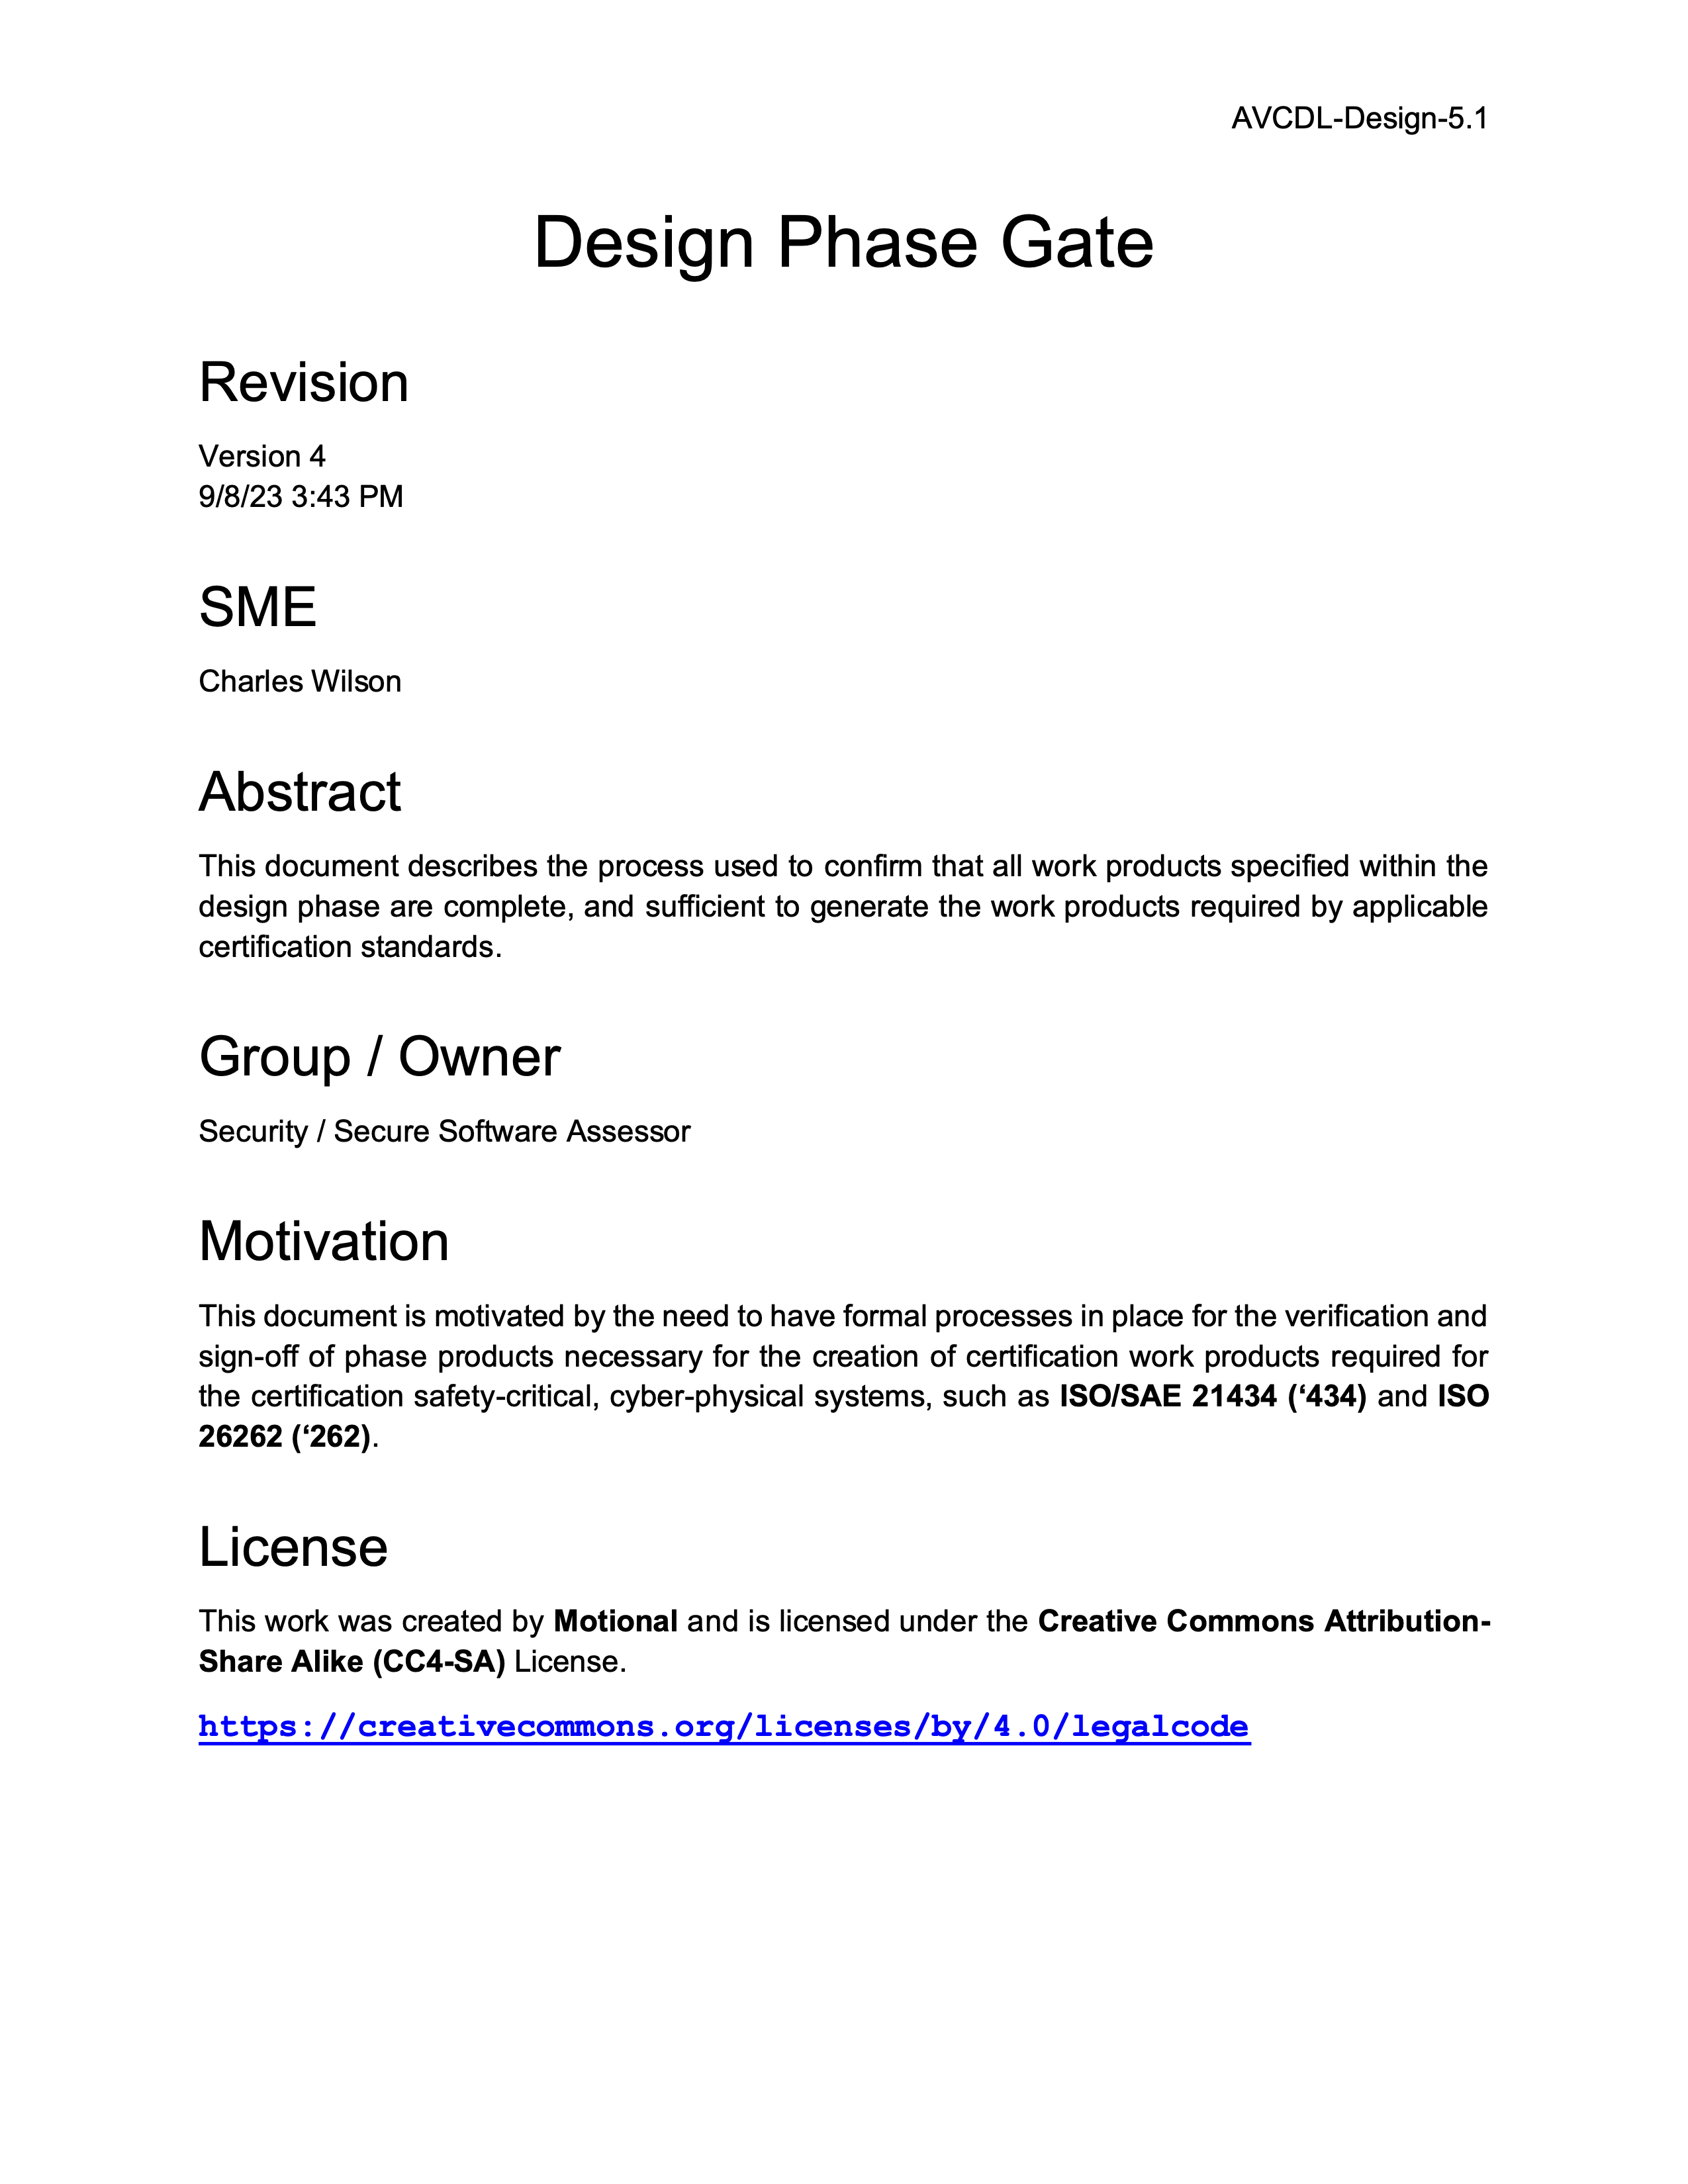 AVCDL-Design-5.1
Design Phase Gate
Revision
Version 4
9/8/23 3:43 PM
SME
Charles Wilson
Abstract
This document describes the process used to confirm that all work products specified within the
design phase are complete, and sufficient to generate the work products required by applicable
certification standards.
Group / Owner
Security / Secure Software Assessor
Motivation
This document is motivated by the need to have formal processes in place for the verification and
sign-off of phase products necessary for the creation of certification work products required for
the certification safety-critical, cyber-physical systems, such as ISO/SAE 21434 (‘434) and ISO
26262 (‘262).
License
This work was created by Motional and is licensed under the Creative Commons Attribution-
Share Alike (CC4-SA) License.
https://creativecommons.org/licenses/by/4.0/legalcode